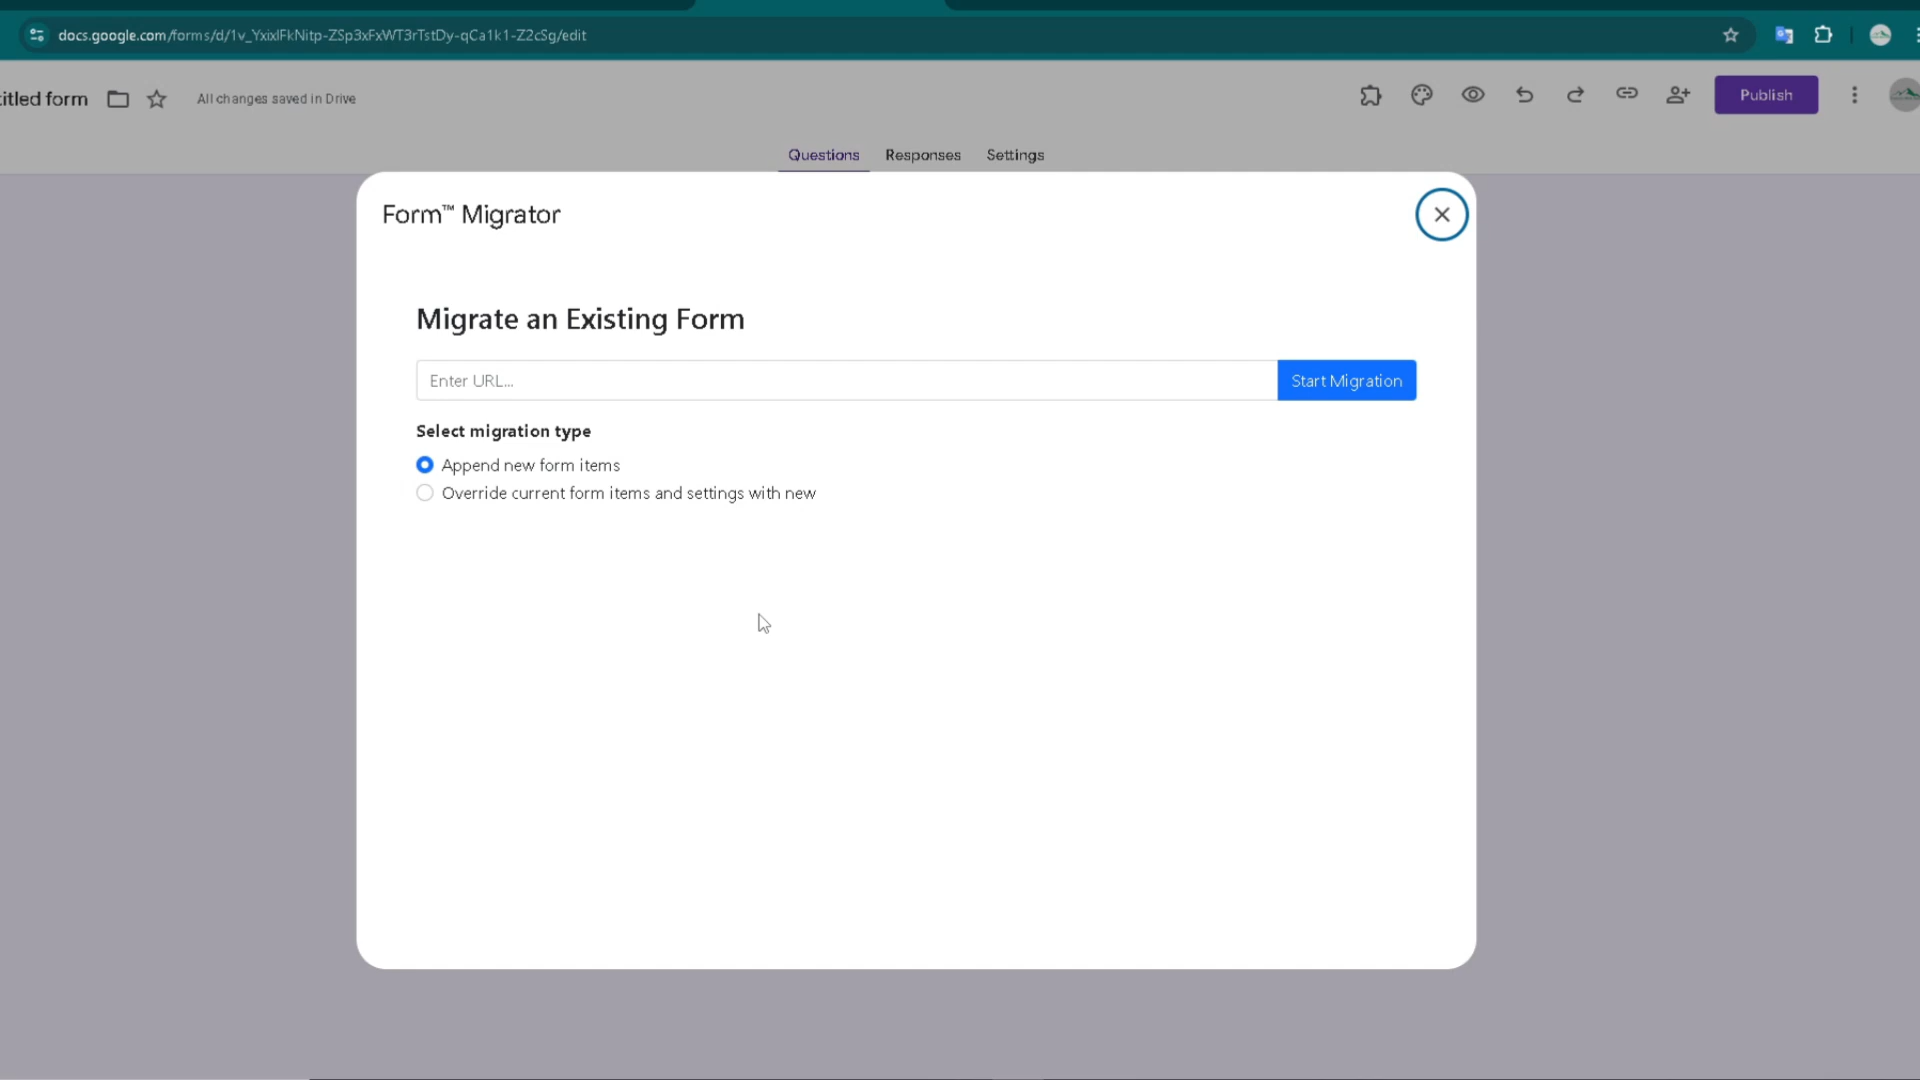 docs.google.com/forms/d/1v_YxixlFkNitp-ZSp3xFxWT3rTstDy-qCa1k1-Z2cSg/edit
titled form
All changes saved in Drive
Publish
Questions Responses Settings
Form™ Migrator
Migrate an Existing Form
Enter URL...
Start Migration
Select migration type
Append new form items
Override current form items and settings with new